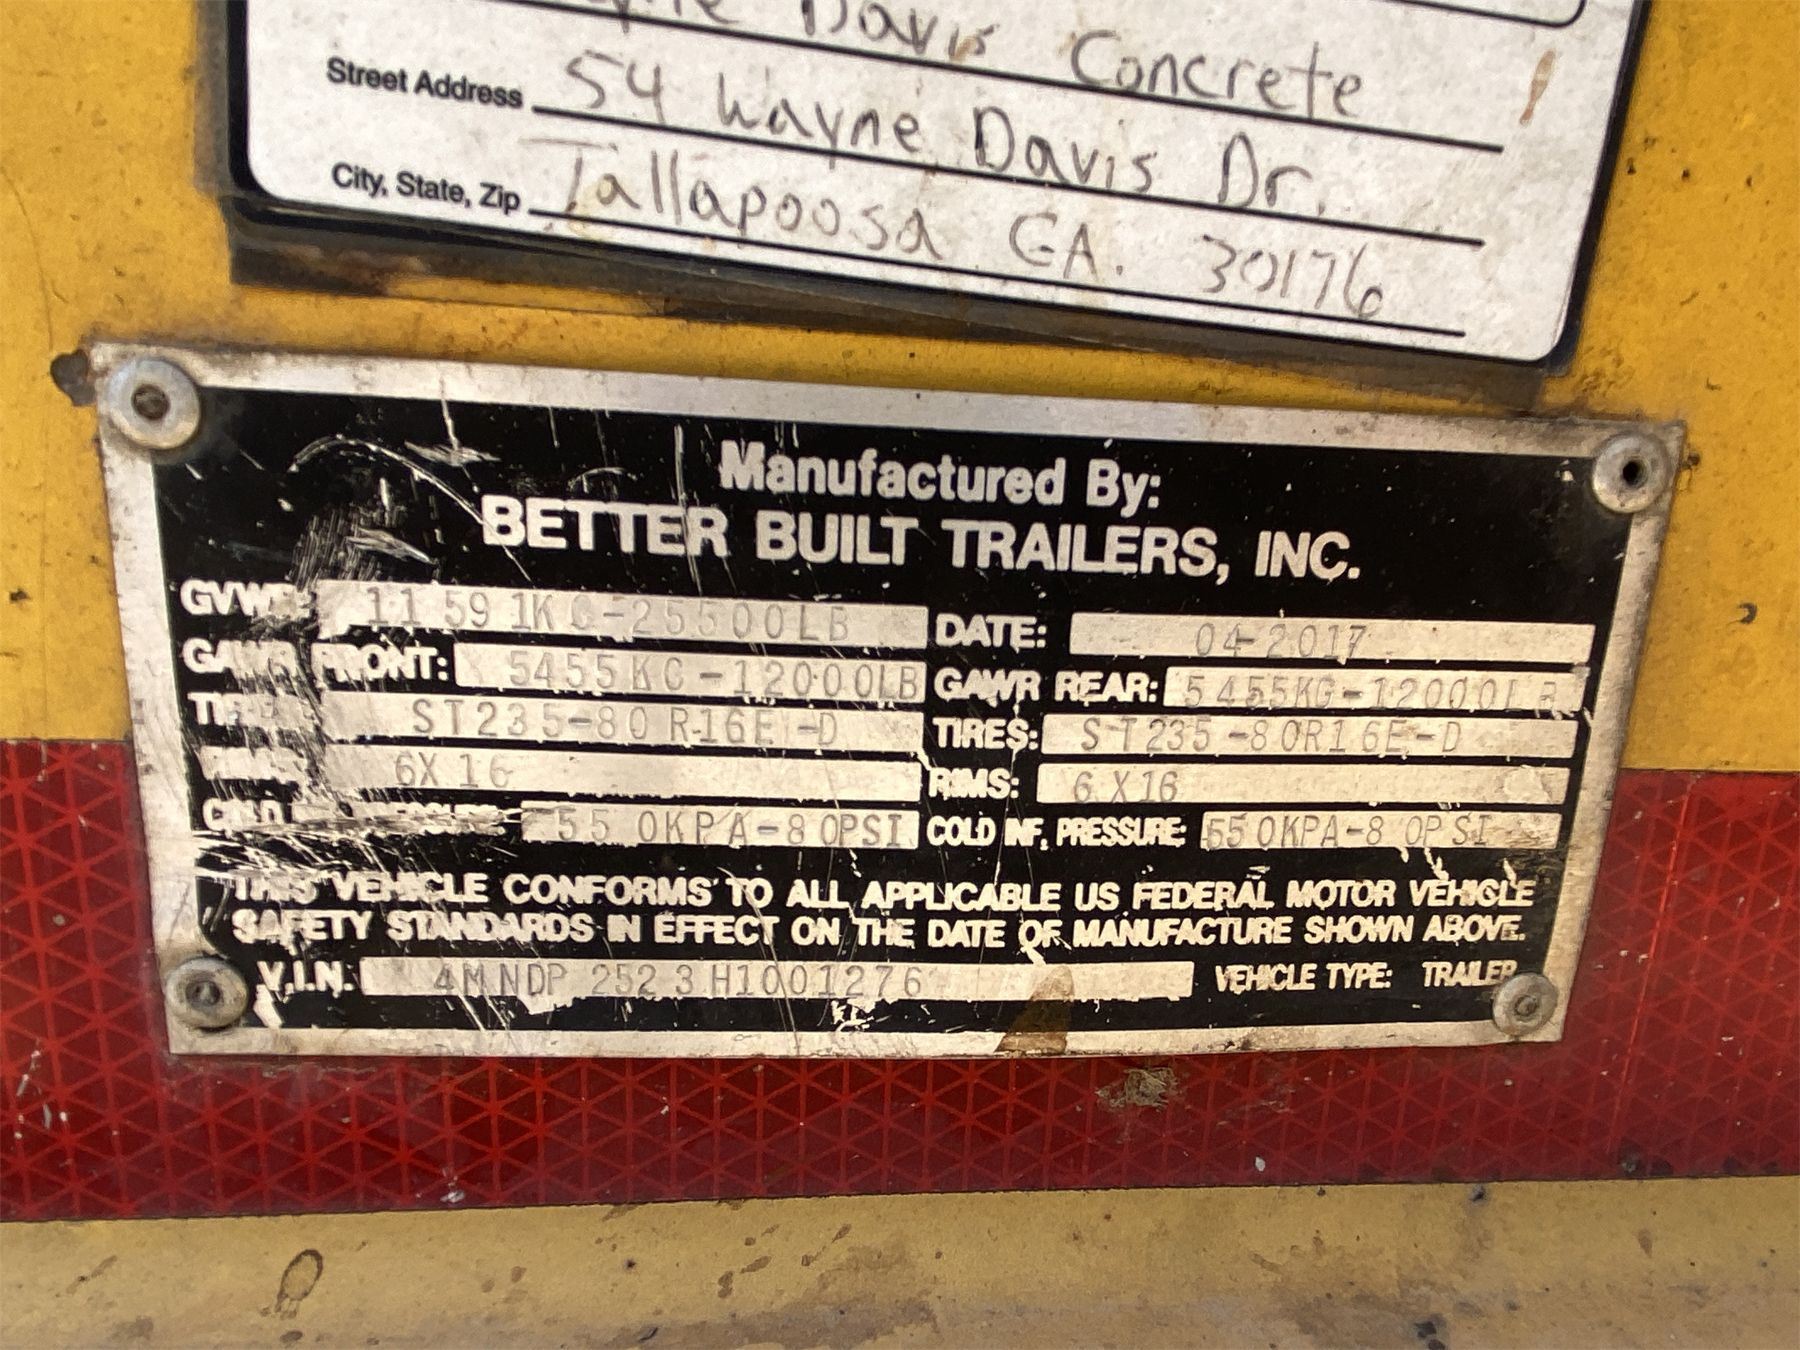 Davis Concrete
Street Address 54 Wayne Davis Dr.
City, State, Zip Tallapoosa GA. 30176
Manufactured By:
BETTER BUILT TRAILERS, INC.
GVWR: 11591KG-25500LB DATE: 04-2017
GAWR FRONT: 5455KG-12000LB GAWR REAR: 5455KG-12000LB
ST235-80R16E-D TIRES: ST235-80R16E-D
6X16 RIMS: 6X16
COLD 550KPA-80PSI COLD INF. PRESSURE: 550KPA-80PSI
THIS VEHICLE CONFORMS TO ALL APPLICABLE US FEDERAL MOTOR VEHICLE
SAFETY STANDARDS IN EFFECT ON THE DATE OF MANUFACTURE SHOWN ABOVE.
V.I.N. 4MNDP2523H1001276 VEHICLE TYPE: TRAILER